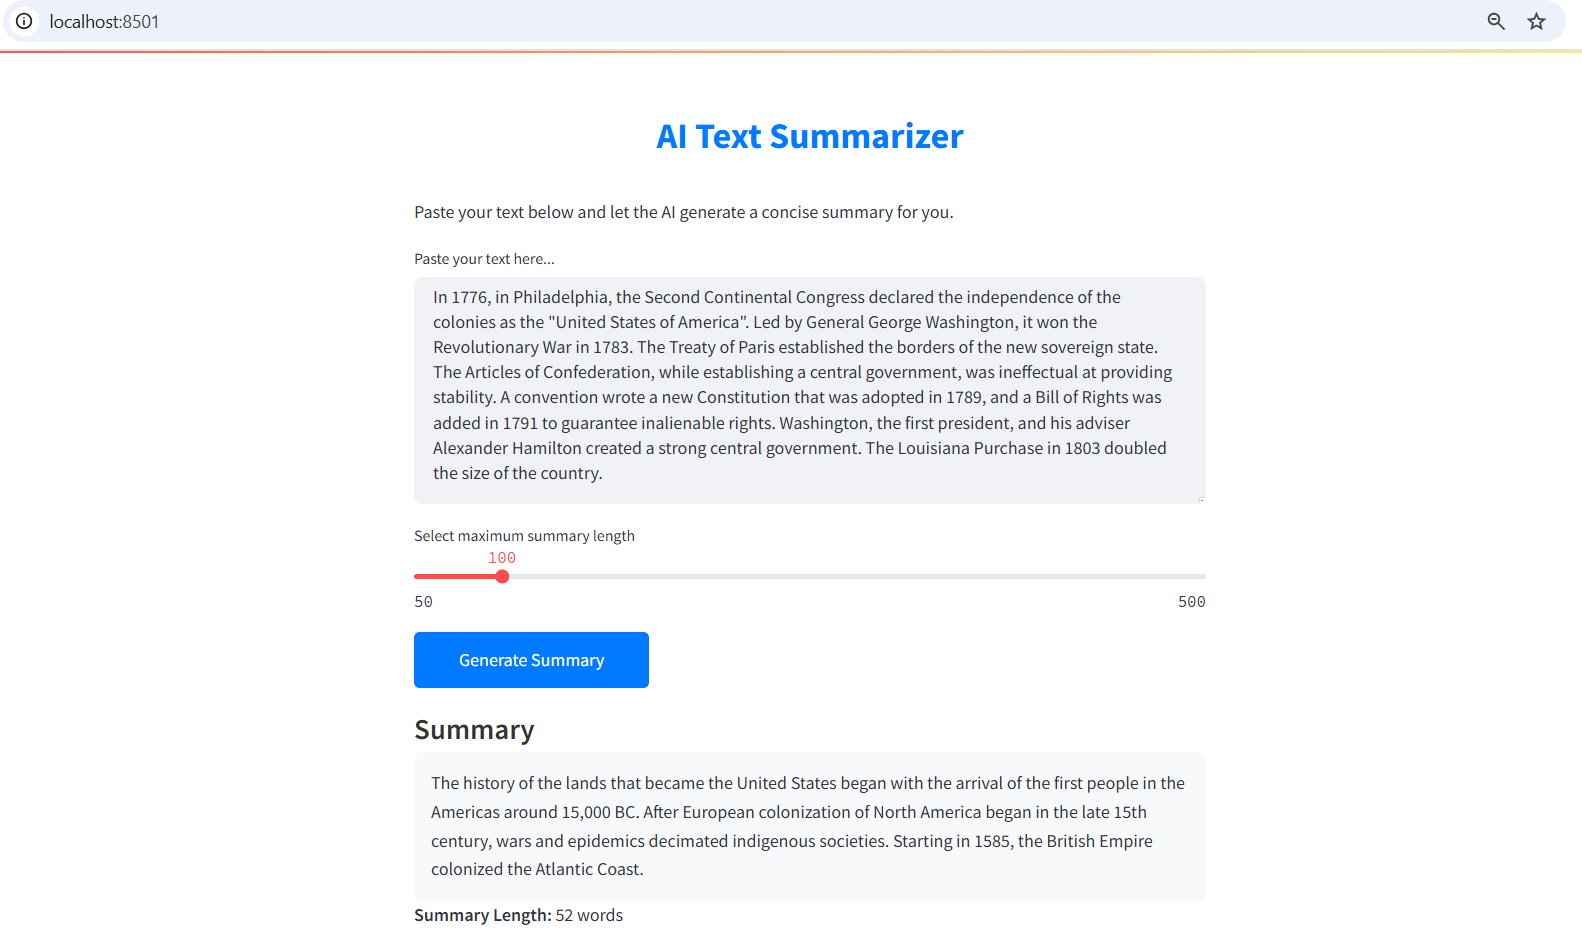 localhost:8501
AI Text Summarizer
Paste your text below and let the AI generate a concise summary for you.
Paste your text here...
In 1776, in Philadelphia, the Second Continental Congress declared the independence of the
colonies as the "United States of America". Led by General George Washington, it won the
Revolutionary War in 1783. The Treaty of Paris established the borders of the new sovereign state.
The Articles of Confederation, while establishing a central government, was ineffectual at providing
stability. A convention wrote a new Constitution that was adopted in 1789, and a Bill of Rights was
added in 1791 to guarantee inalienable rights. Washington, the first president, and his adviser
Alexander Hamilton created a strong central government. The Louisiana Purchase in 1803 doubled
the size of the country.
Select maximum summary length
100
50 500
Generate Summary
Summary
The history of the lands that became the United States began with the arrival of the first people in the
Americas around 15,000 BC. After European colonization of North America began in the late 15th
century, wars and epidemics decimated indigenous societies. Starting in 1585, the British Empire
colonized the Atlantic Coast.
Summary Length: 52 words